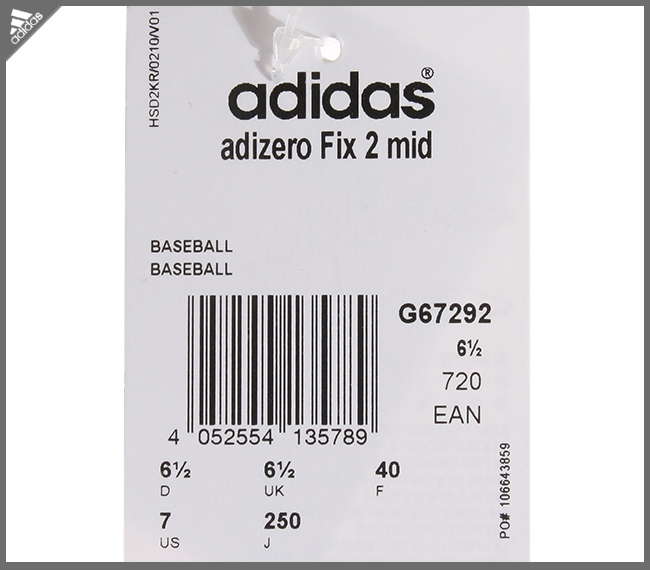 adidas
HSD2KR/0210/V01
adidas®
adizero Fix 2 mid
BASEBALL
BASEBALL
G67292
6½
720
EAN
4 052554 135789
6½ 6½ 40
D UK F
7 250
US J
PO# 106643859